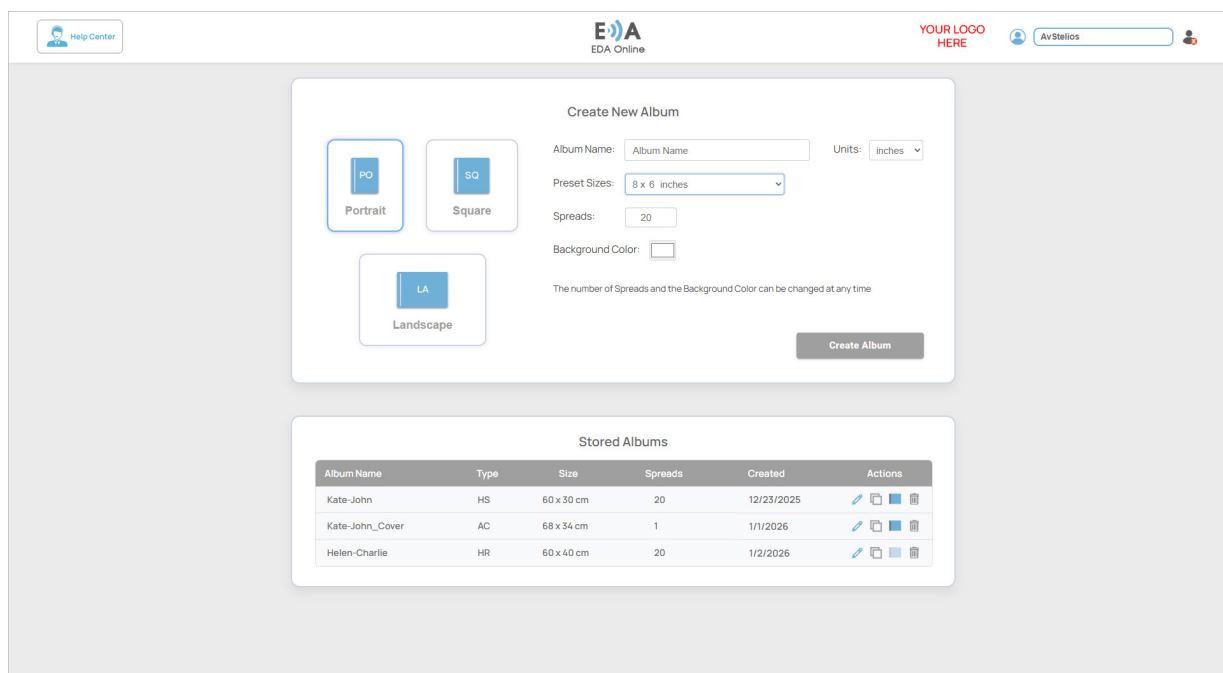 Help Center
E·))A
EDA Online
YOUR LOGO
HERE
AvStelios
Create New Album
PO
Portrait
SQ
Square
LA
Landscape
Album Name: Album Name Units: inches
Preset Sizes: 8 x 6 inches
Spreads: 20
Background Color:
The number of Spreads and the Background Color can be changed at any time
Create Album
Stored Albums
Album Name Type Size Spreads Created Actions
Kate-John HS 60 x 30 cm 20 12/23/2025
Kate-John_Cover AC 68 x 34 cm 1 1/1/2026
Helen-Charlie HR 60 x 40 cm 20 1/2/2026